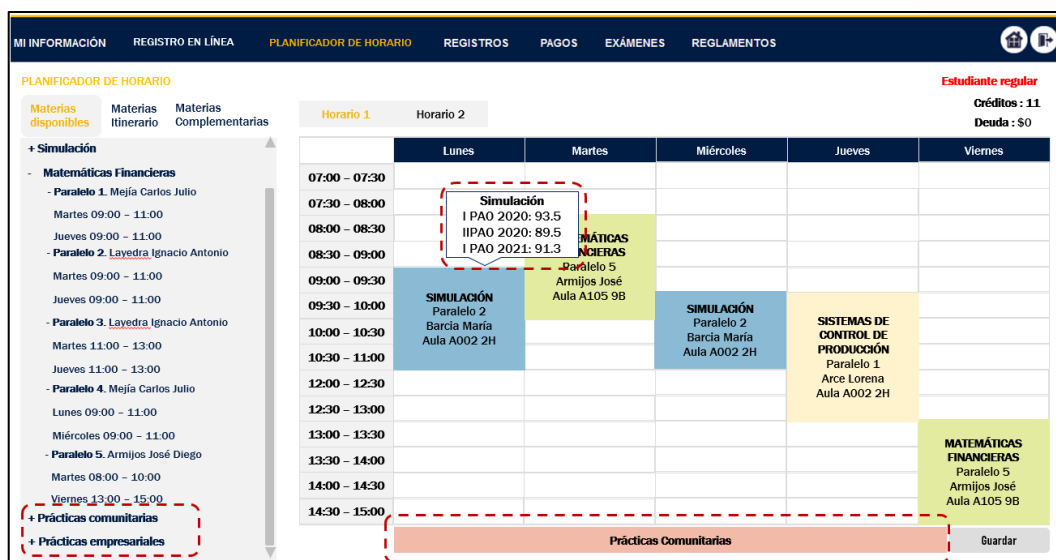 MI INFORMACIÓN REGISTRO EN LÍNEA PLANIFICADOR DE HORARIO REGISTROS PAGOS EXÁMENES REGLAMENTOS
PLANIFICADOR DE HORARIO
Estudiante regular
Créditos : 11
Deuda : $0
Materias disponibles
Materias Itinerario
Materias Complementarias
Horario 1 Horario 2
+ Simulación
- Matemáticas Financieras
- Paralelo 1. Mejía Carlos Julio
Martes 09:00 – 11:00
Jueves 09:00 – 11:00
- Paralelo 2. Layedra Ignacio Antonio
Martes 09:00 – 11:00
Jueves 09:00 – 11:00
- Paralelo 3. Layedra Ignacio Antonio
Martes 11:00 – 13:00
Jueves 11:00 – 13:00
- Paralelo 4. Mejía Carlos Julio
Lunes 09:00 – 11:00
Miércoles 09:00 – 11:00
- Paralelo 5. Armijos José Diego
Martes 08:00 – 10:00
Viernes 13:00 – 15:00
+ Prácticas comunitarias
+ Prácticas empresariales
Lunes Martes Miércoles Jueves Viernes
07:00 – 07:30
07:30 – 08:00
08:00 – 08:30
08:30 – 09:00
09:00 – 09:30
09:30 – 10:00
10:00 – 10:30
10:30 – 11:00
12:00 – 12:30
12:30 – 13:00
13:00 – 13:30
13:30 – 14:00
14:00 – 14:30
14:30 – 15:00
Simulación
I PAO 2020: 93.5
IIPAO 2020: 89.5
I PAO 2021: 91.3
SIMULACIÓN
Paralelo 2
Barcia María
Aula A002 2H
MÁTICAS
NCIERAS
Paralelo 5
Armijos José
Aula A105 9B
SIMULACIÓN
Paralelo 2
Barcia María
Aula A002 2H
SISTEMAS DE
CONTROL DE
PRODUCCIÓN
Paralelo 1
Arce Lorena
Aula A002 2H
MATEMÁTICAS
FINANCIERAS
Paralelo 5
Armijos José
Aula A105 9B
Prácticas Comunitarias
Guardar